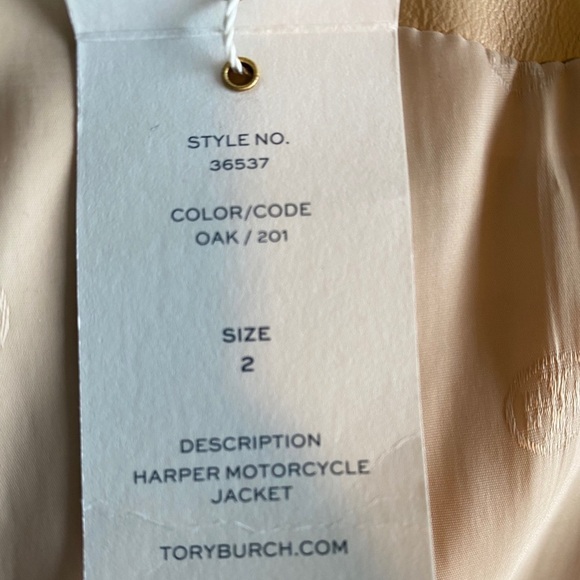 STYLE NO.
36537
COLOR/CODE
OAK / 201
SIZE
2
DESCRIPTION
HARPER MOTORCYCLE
JACKET
TORYBURCH.COM